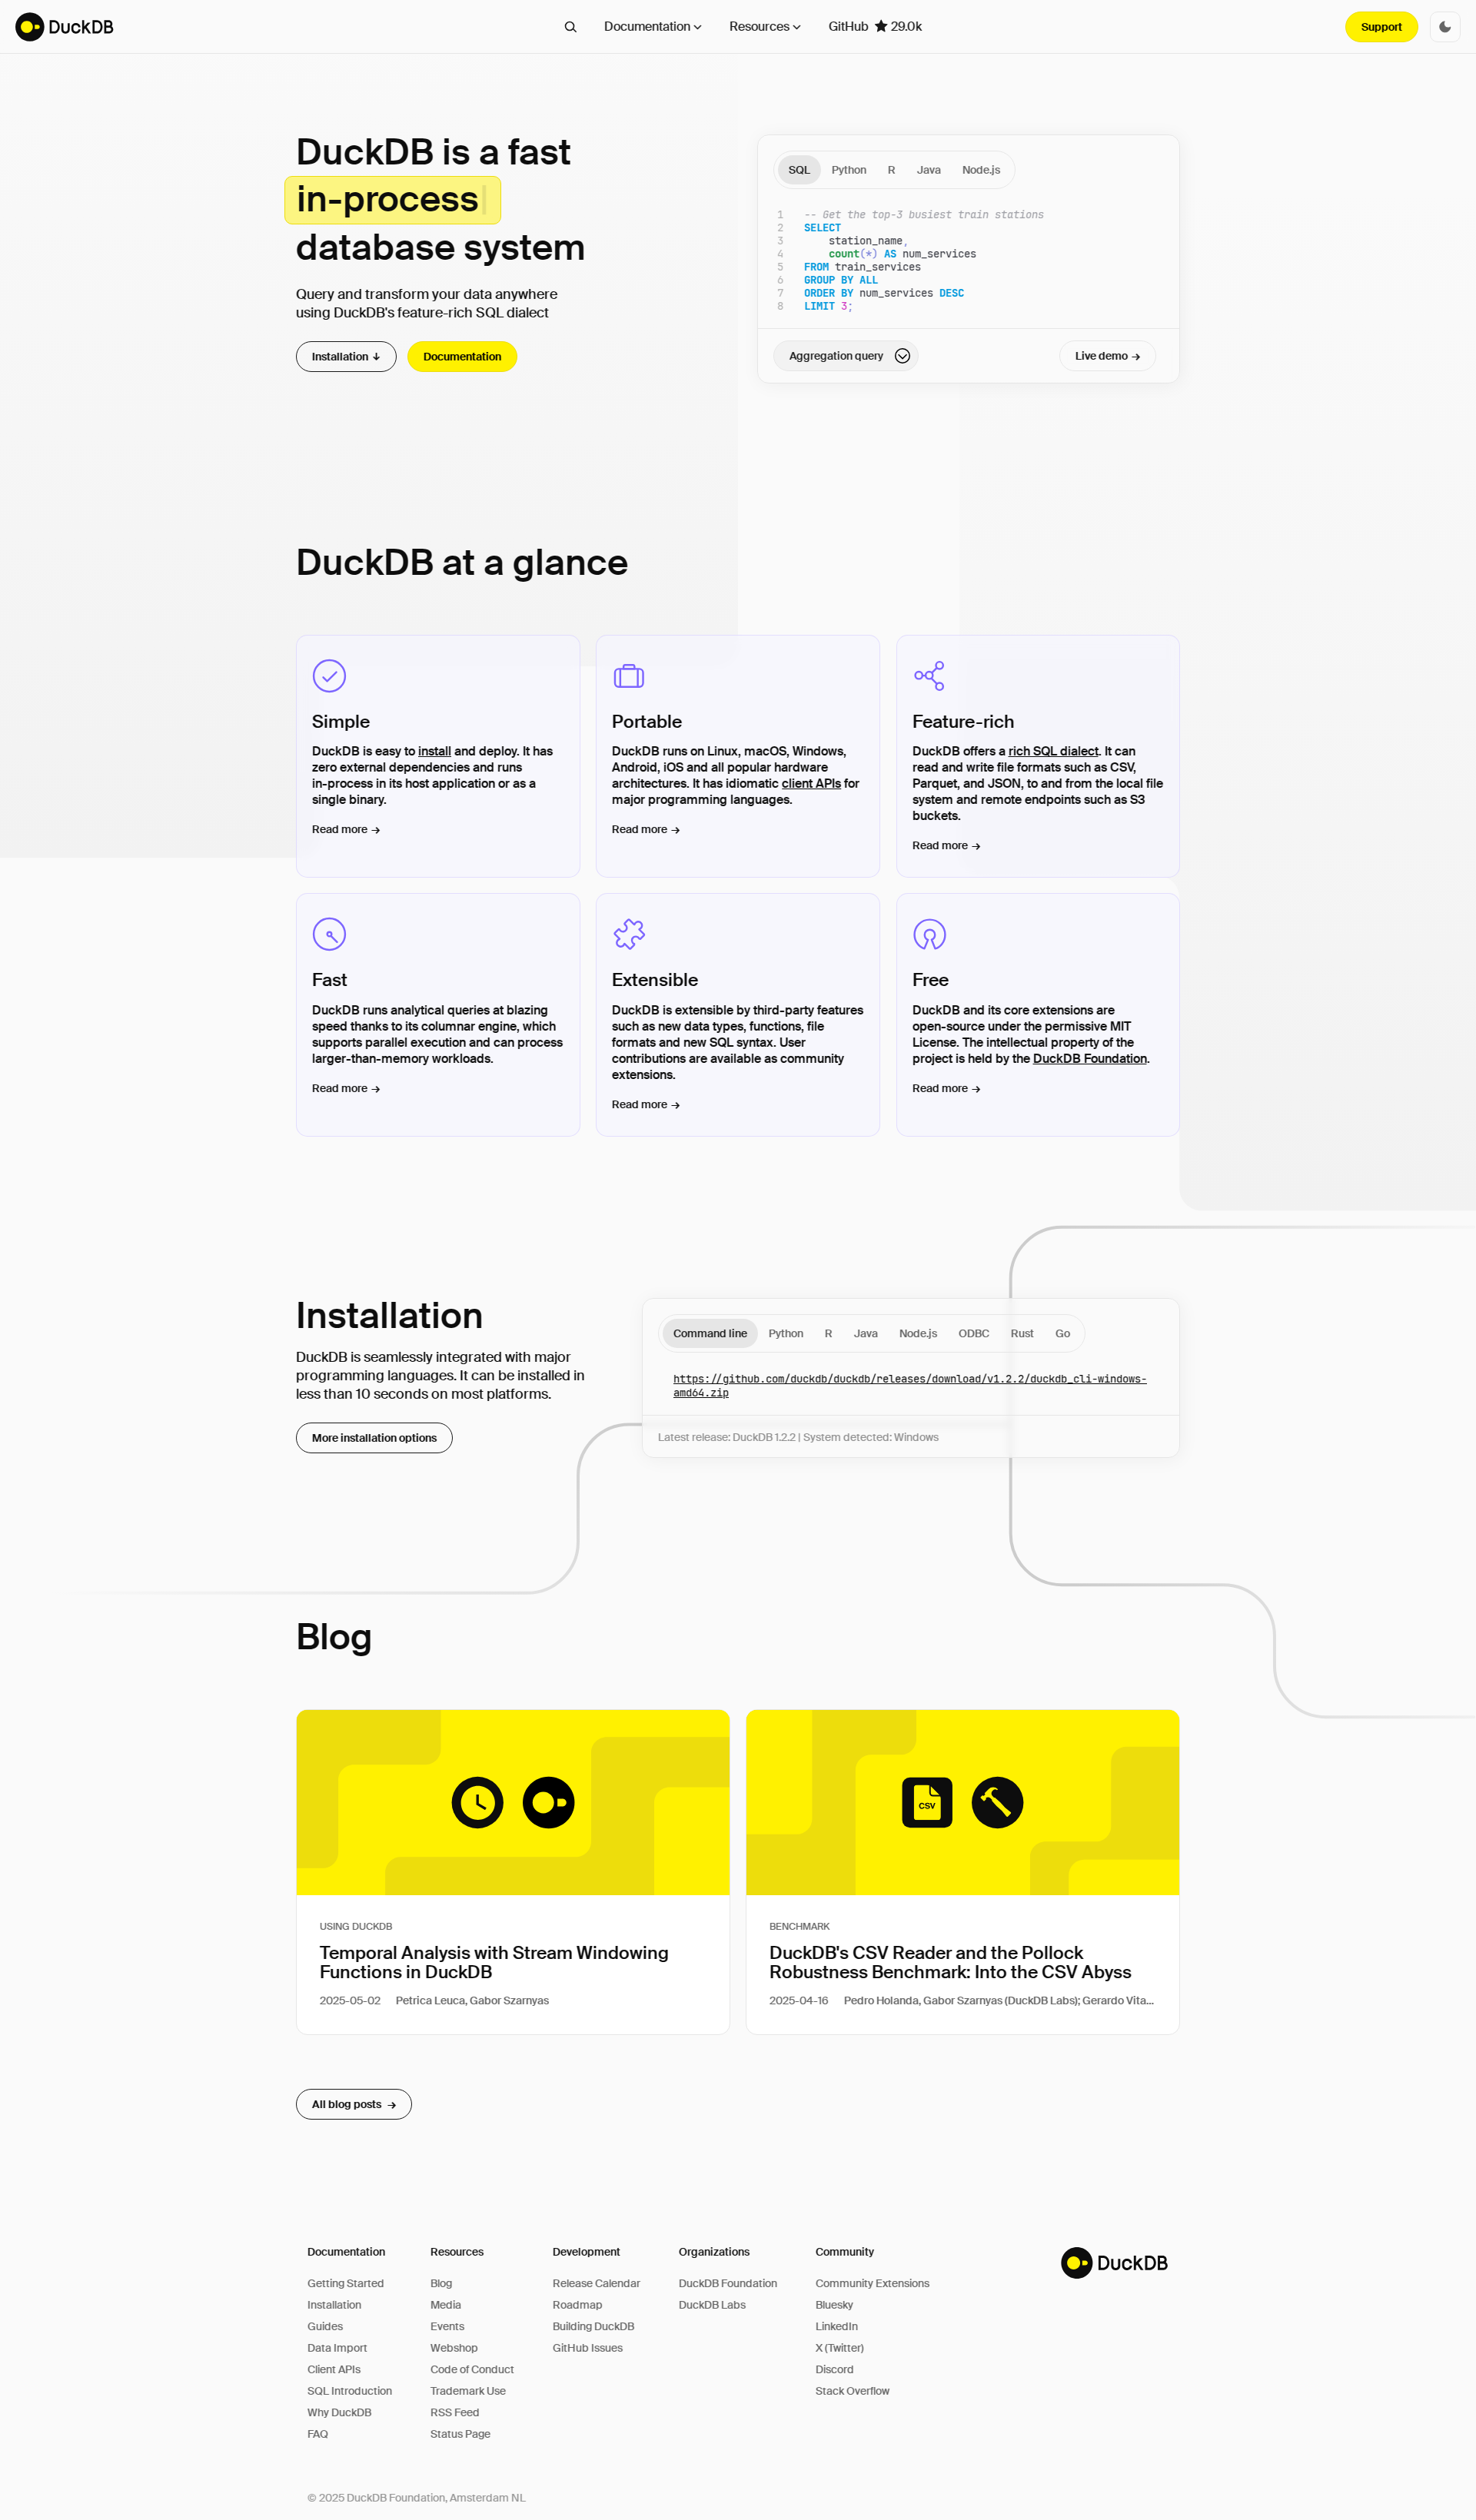 DuckDB
Documentation
Resources
GitHub ★ 29.0k
Support
DuckDB is a fast
in-process|
database system
Query and transform your data anywhere
using DuckDB's feature-rich SQL dialect
Installation ↓
Documentation
SQL
Python
R
Java
Node.js
1 -- Get the top-3 busiest train stations
2 SELECT
3 station_name,
4 count(*) AS num_services
5 FROM train_services
6 GROUP BY ALL
7 ORDER BY num_services DESC
8 LIMIT 3;
Aggregation query
Live demo →
DuckDB at a glance
Simple
DuckDB is easy to install and deploy. It has
zero external dependencies and runs
in-process in its host application or as a
single binary.
Read more →
Portable
DuckDB runs on Linux, macOS, Windows,
Android, iOS and all popular hardware
architectures. It has idiomatic client APIs for
major programming languages.
Read more →
Feature-rich
DuckDB offers a rich SQL dialect. It can
read and write file formats such as CSV,
Parquet, and JSON, to and from the local file
system and remote endpoints such as S3
buckets.
Read more →
Fast
DuckDB runs analytical queries at blazing
speed thanks to its columnar engine, which
supports parallel execution and can process
larger-than-memory workloads.
Read more →
Extensible
DuckDB is extensible by third-party features
such as new data types, functions, file
formats and new SQL syntax. User
contributions are available as community
extensions.
Read more →
Free
DuckDB and its core extensions are
open-source under the permissive MIT
License. The intellectual property of the
project is held by the DuckDB Foundation.
Read more →
Installation
DuckDB is seamlessly integrated with major
programming languages. It can be installed in
less than 10 seconds on most platforms.
More installation options
Command line
Python
R
Java
Node.js
ODBC
Rust
Go
https://github.com/duckdb/duckdb/releases/download/v1.2.2/duckdb_cli-windows-
amd64.zip
Latest release: DuckDB 1.2.2 | System detected: Windows
Blog
USING DUCKDB
Temporal Analysis with Stream Windowing
Functions in DuckDB
2025-05-02 Petrica Leuca, Gabor Szarnyas
CSV
BENCHMARK
DuckDB's CSV Reader and the Pollock
Robustness Benchmark: Into the CSV Abyss
2025-04-16 Pedro Holanda, Gabor Szarnyas (DuckDB Labs); Gerardo Vita...
All blog posts →
Documentation
Getting Started
Installation
Guides
Data Import
Client APIs
SQL Introduction
Why DuckDB
FAQ
Resources
Blog
Media
Events
Webshop
Code of Conduct
Trademark Use
RSS Feed
Status Page
Development
Release Calendar
Roadmap
Building DuckDB
GitHub Issues
Organizations
DuckDB Foundation
DuckDB Labs
Community
Community Extensions
Bluesky
LinkedIn
X (Twitter)
Discord
Stack Overflow
DuckDB
© 2025 DuckDB Foundation, Amsterdam NL